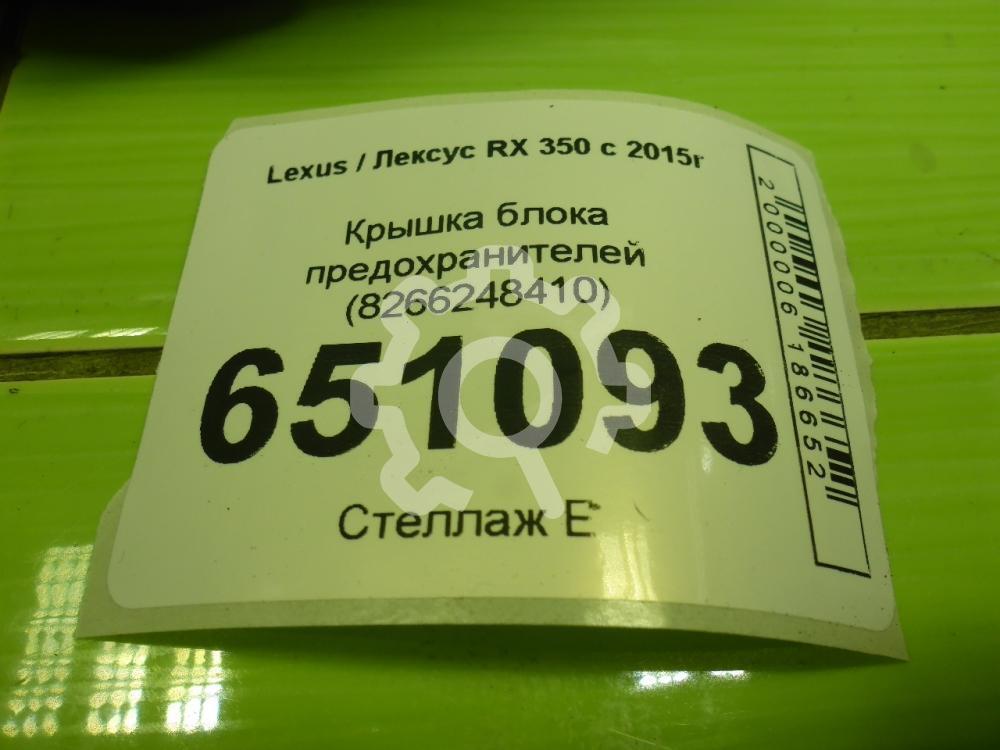 Lexus / Лексус RX 350 с 2015г
Крышка блока
предохранителей
(8266248410)
651093
Стеллаж Е
2000006186652